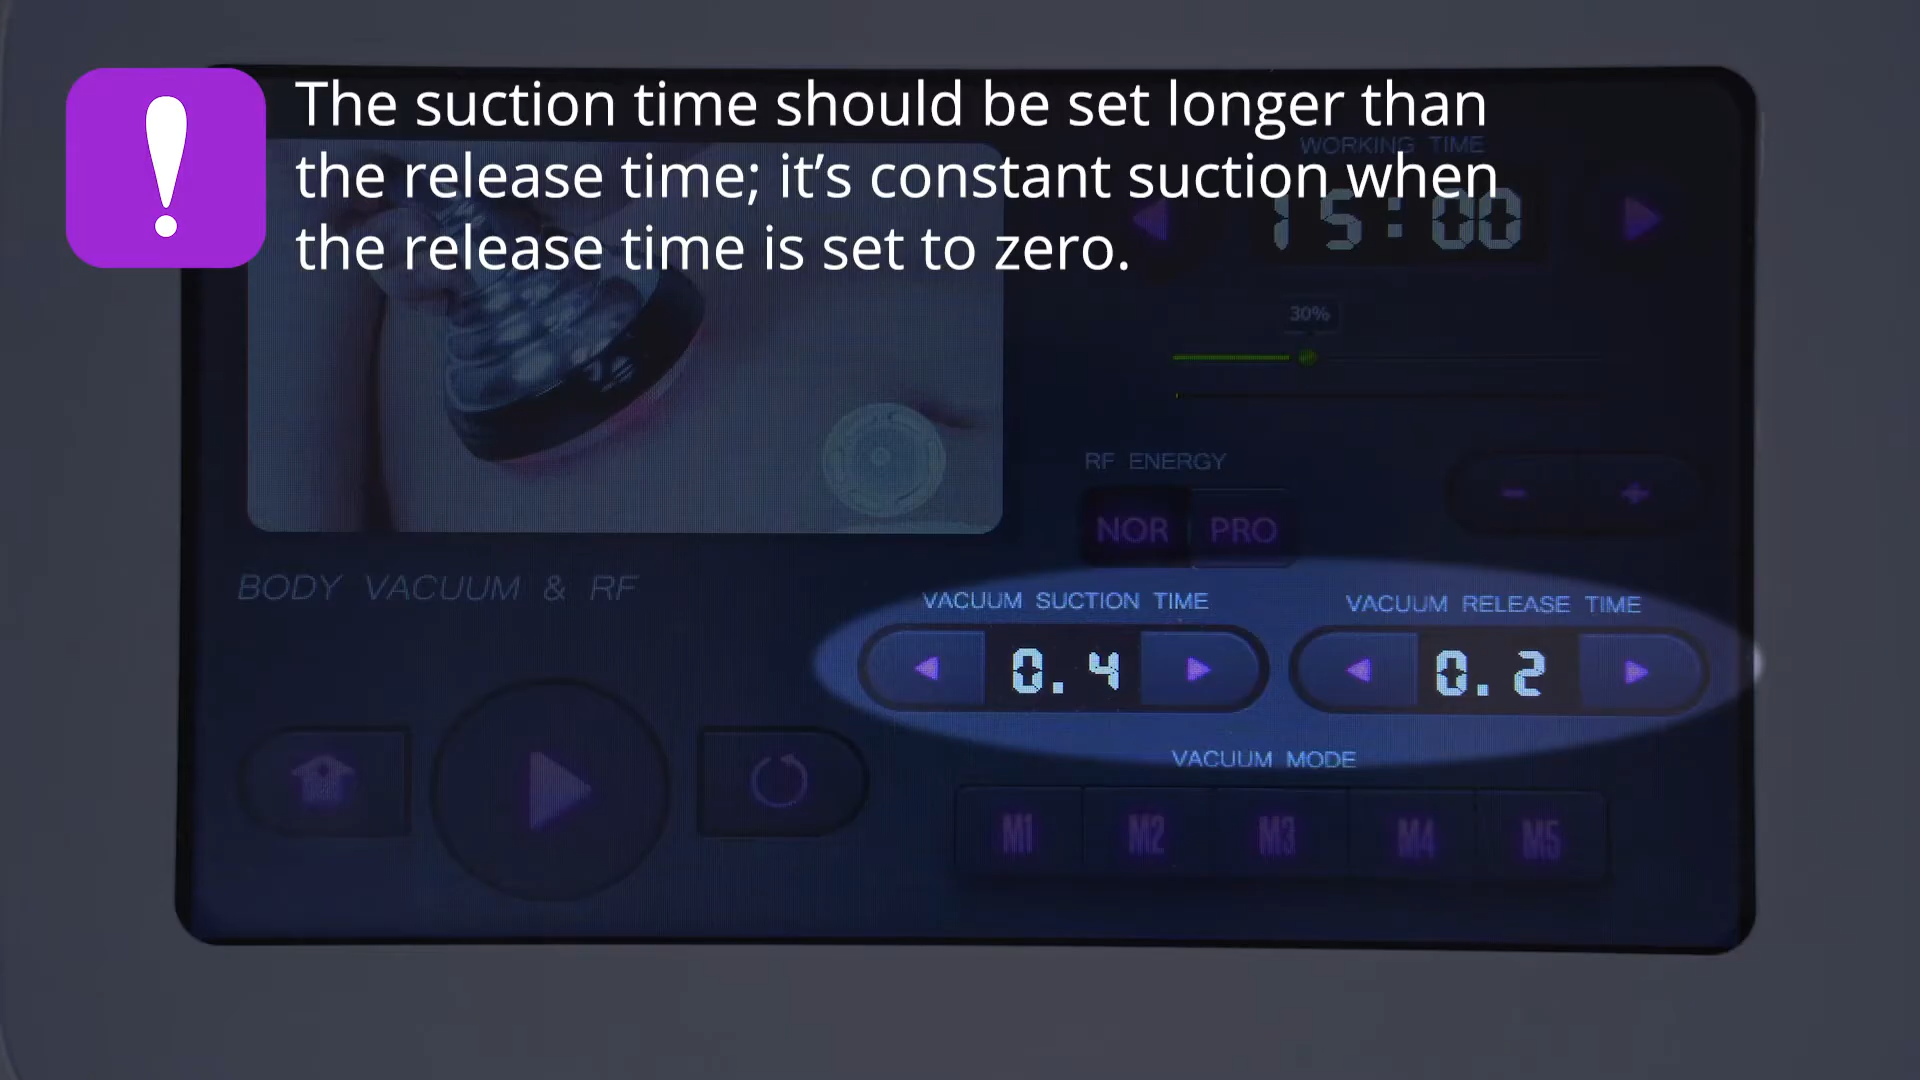 The suction time should be set longer than
the release time; it's constant suction when
the release time is set to zero.
WORKING TIME
15:00
30%
RF ENERGY
NOR PRO
- +
BODY VACUUM & RF
VACUUM SUCTION TIME
0.4
VACUUM RELEASE TIME
0.2
VACUUM MODE
M1 M2 M3 M4 M5